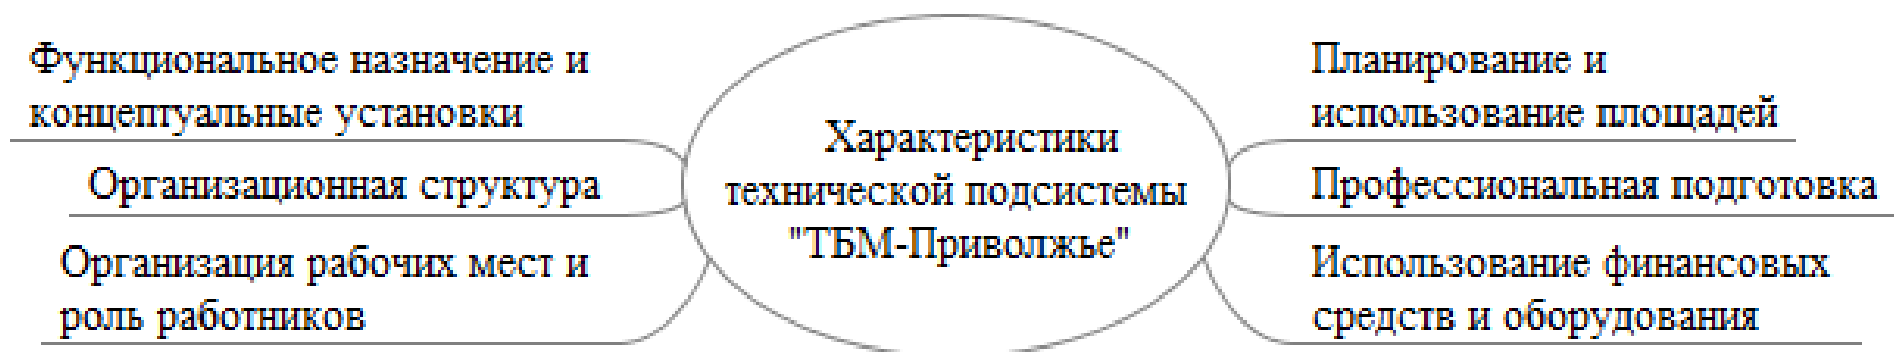 Функциональное назначение и
концептуальные установки
Организационная структура
Организация рабочих мест и
роль работников
Характеристики
технической подсистемы
"ТБМ-Приволжье"
Планирование и
использование площадей
Профессиональная подготовка
Использование финансовых
средств и оборудования